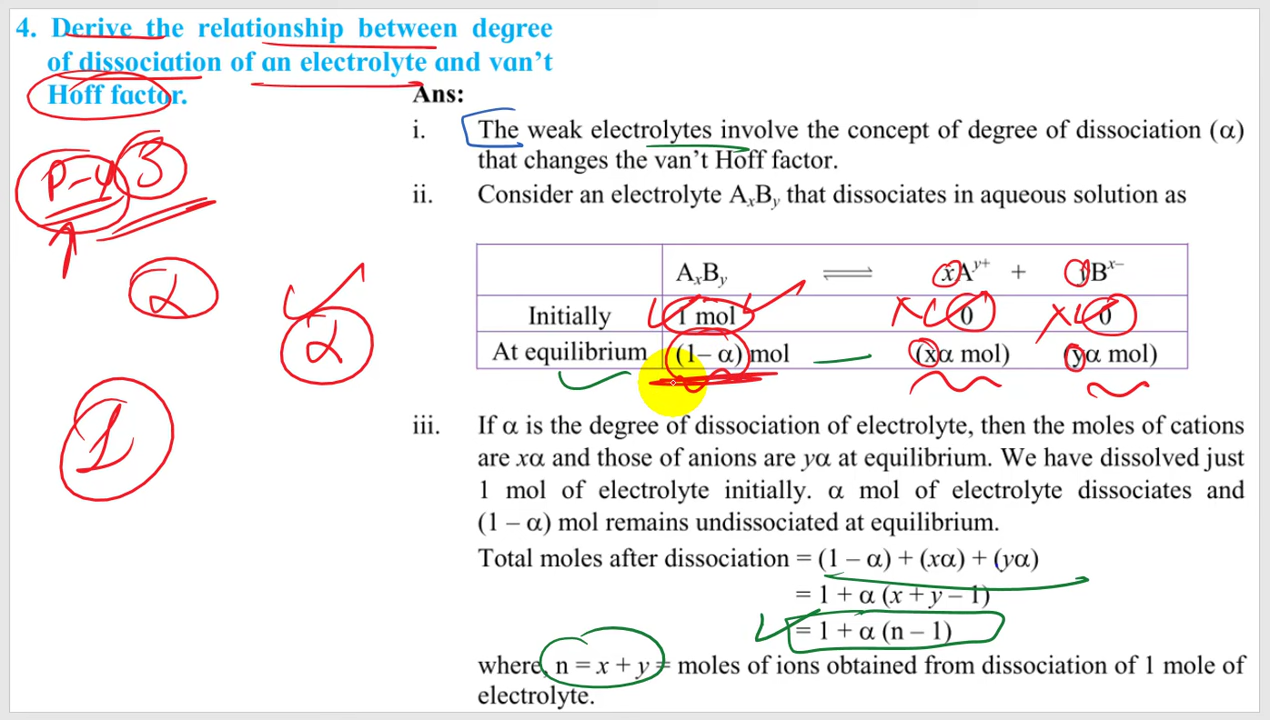 4. Derive the relationship between degree
of dissociation of an electrolyte and van't
Hoff factor.
Ans:
i. The weak electrolytes involve the concept of degree of dissociation (α)
that changes the van't Hoff factor.
ii. Consider an electrolyte AₓBᵧ that dissociates in aqueous solution as
AₓBᵧ ⇌ xAʸ⁺ + yBˣ⁻
Initially 1 mol 0 0
At equilibrium (1– α) mol (xα mol) (yα mol)
iii. If α is the degree of dissociation of electrolyte, then the moles of cations
are xα and those of anions are yα at equilibrium. We have dissolved just
1 mol of electrolyte initially. α mol of electrolyte dissociates and
(1 – α) mol remains undissociated at equilibrium.
Total moles after dissociation = (1 – α) + (xα) + (yα)
= 1 + α (x + y – 1)
= 1 + α (n – 1)
where, n = x + y = moles of ions obtained from dissociation of 1 mole of
electrolyte.
P-y
α
α
1